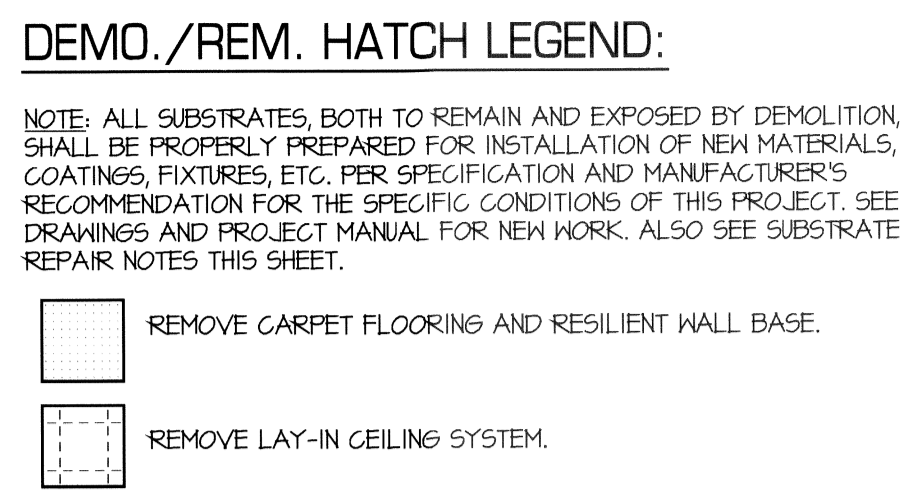 DEMO./REM. HATCH LEGEND:
NOTE: ALL SUBSTRATES, BOTH TO REMAIN AND EXPOSED BY DEMOLITION,
SHALL BE PROPERLY PREPARED FOR INSTALLATION OF NEW MATERIALS,
COATINGS, FIXTURES, ETC. PER SPECIFICATION AND MANUFACTURER'S
RECOMMENDATION FOR THE SPECIFIC CONDITIONS OF THIS PROJECT. SEE
DRAWINGS AND PROJECT MANUAL FOR NEW WORK. ALSO SEE SUBSTRATE
REPAIR NOTES THIS SHEET.
REMOVE CARPET FLOORING AND RESILIENT WALL BASE.
REMOVE LAY-IN CEILING SYSTEM.